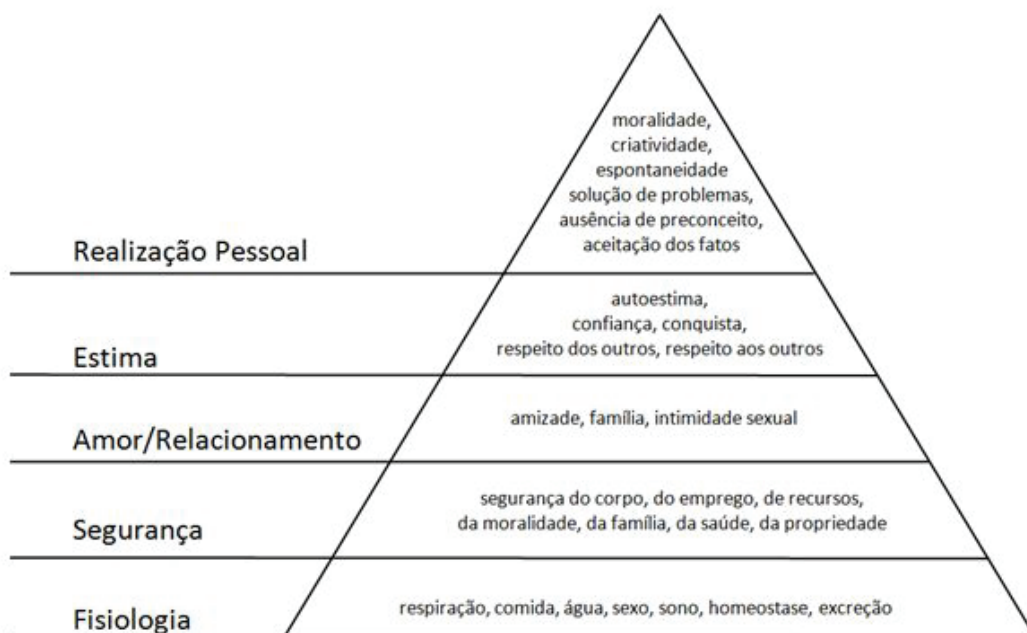 moralidade,
criatividade,
espontaneidade
solução de problemas,
ausência de preconceito,
aceitação dos fatos
Realização Pessoal
autoestima,
confiança, conquista,
respeito dos outros, respeito aos outros
Estima
amizade, família, intimidade sexual
Amor/Relacionamento
segurança do corpo, do emprego, de recursos,
da moralidade, da família, da saúde, da propriedade
Segurança
respiração, comida, água, sexo, sono, homeostase, excreção
Fisiologia